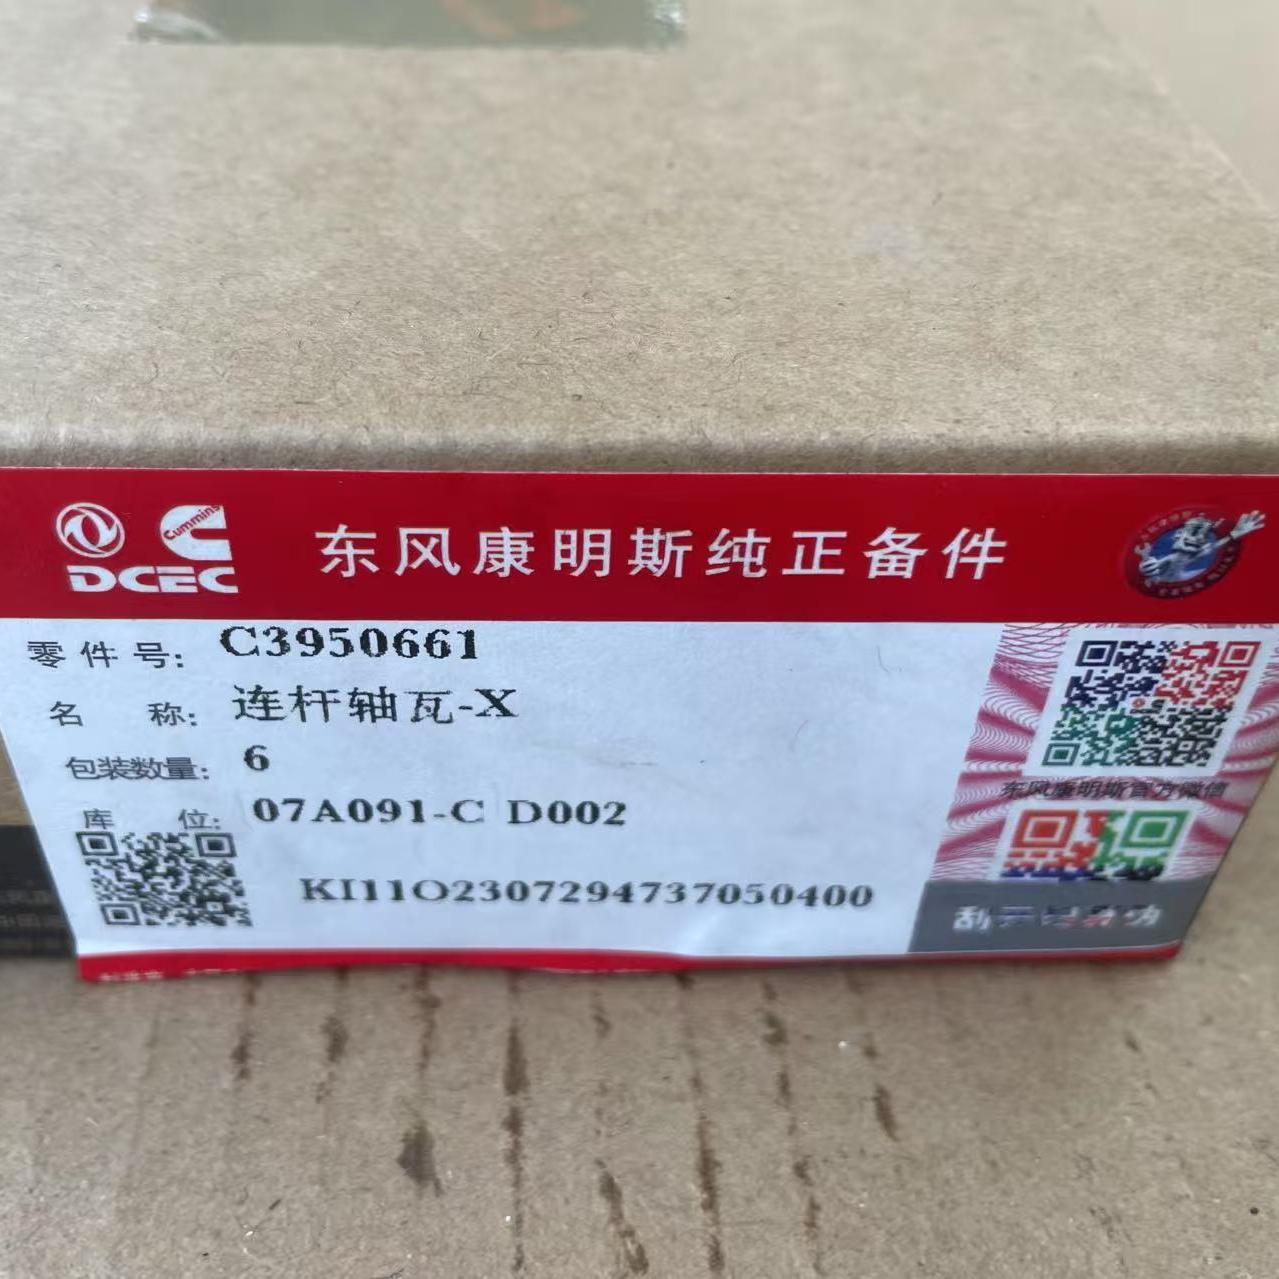 Cummins
DCEC
东风康明斯纯正备件
零件号: C3950661
名 称: 连杆轴瓦-X
包装数量: 6
库 位: 07A091-C D002
KI11O2307294737050400
东风康明斯官方微信